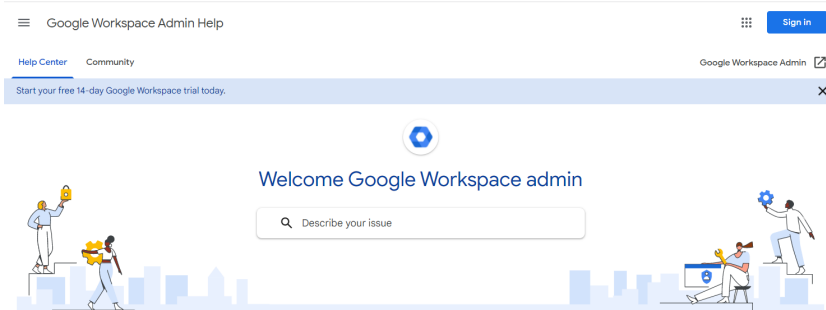 Google Workspace Admin Help
Sign in
Help Center
Community
Google Workspace Admin
Start your free 14-day Google Workspace trial today.
Welcome Google Workspace admin
Describe your issue